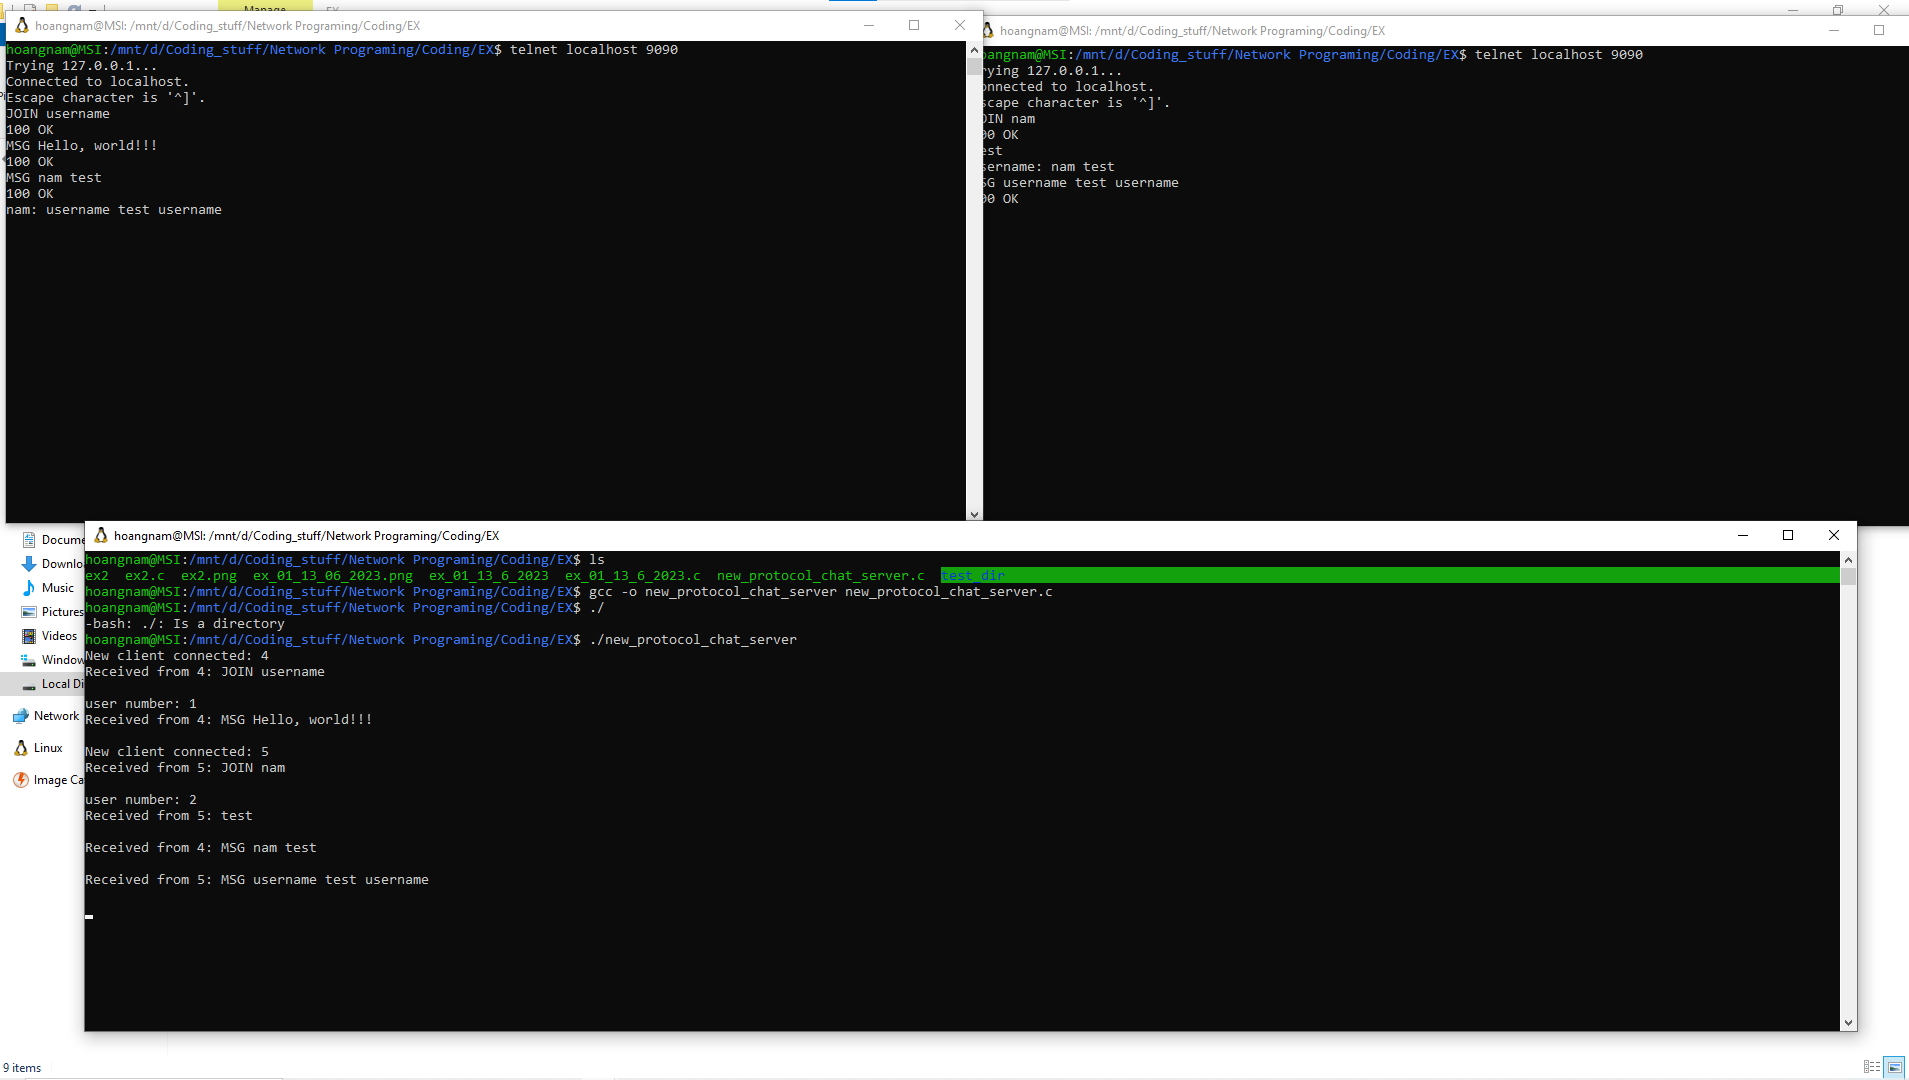 hoangnam@MSI: /mnt/d/Coding_stuff/Network Programing/Coding/EX
hoangnam@MSI:/mnt/d/Coding_stuff/Network Programing/Coding/EX$ telnet localhost 9090
Trying 127.0.0.1...
Connected to localhost.
Escape character is '^]'.
JOIN username
100 OK
MSG Hello, world!!!
100 OK
MSG nam test
100 OK
nam: username test username
hoangnam@MSI: /mnt/d/Coding_stuff/Network Programing/Coding/EX
oangnam@MSI:/mnt/d/Coding_stuff/Network Programing/Coding/EX$ telnet localhost 9090
rying 127.0.0.1...
onnected to localhost.
scape character is '^]'.
OIN nam
00 OK
est
sername: nam test
SG username test username
00 OK
hoangnam@MSI: /mnt/d/Coding_stuff/Network Programing/Coding/EX
hoangnam@MSI:/mnt/d/Coding_stuff/Network Programing/Coding/EX$ ls
ex2 ex2.c ex2.png ex_01_13_06_2023.png ex_01_13_6_2023 ex_01_13_6_2023.c new_protocol_chat_server.c test_dir
hoangnam@MSI:/mnt/d/Coding_stuff/Network Programing/Coding/EX$ gcc -o new_protocol_chat_server new_protocol_chat_server.c
hoangnam@MSI:/mnt/d/Coding_stuff/Network Programing/Coding/EX$ ./
-bash: ./: Is a directory
hoangnam@MSI:/mnt/d/Coding_stuff/Network Programing/Coding/EX$ ./new_protocol_chat_server
New client connected: 4
Received from 4: JOIN username
user number: 1
Received from 4: MSG Hello, world!!!
New client connected: 5
Received from 5: JOIN nam
user number: 2
Received from 5: test
Received from 4: MSG nam test
Received from 5: MSG username test username
Docume
Downlo
Music
Pictures
Videos
Window
Local Di
Network
Linux
Image Ca
9 items